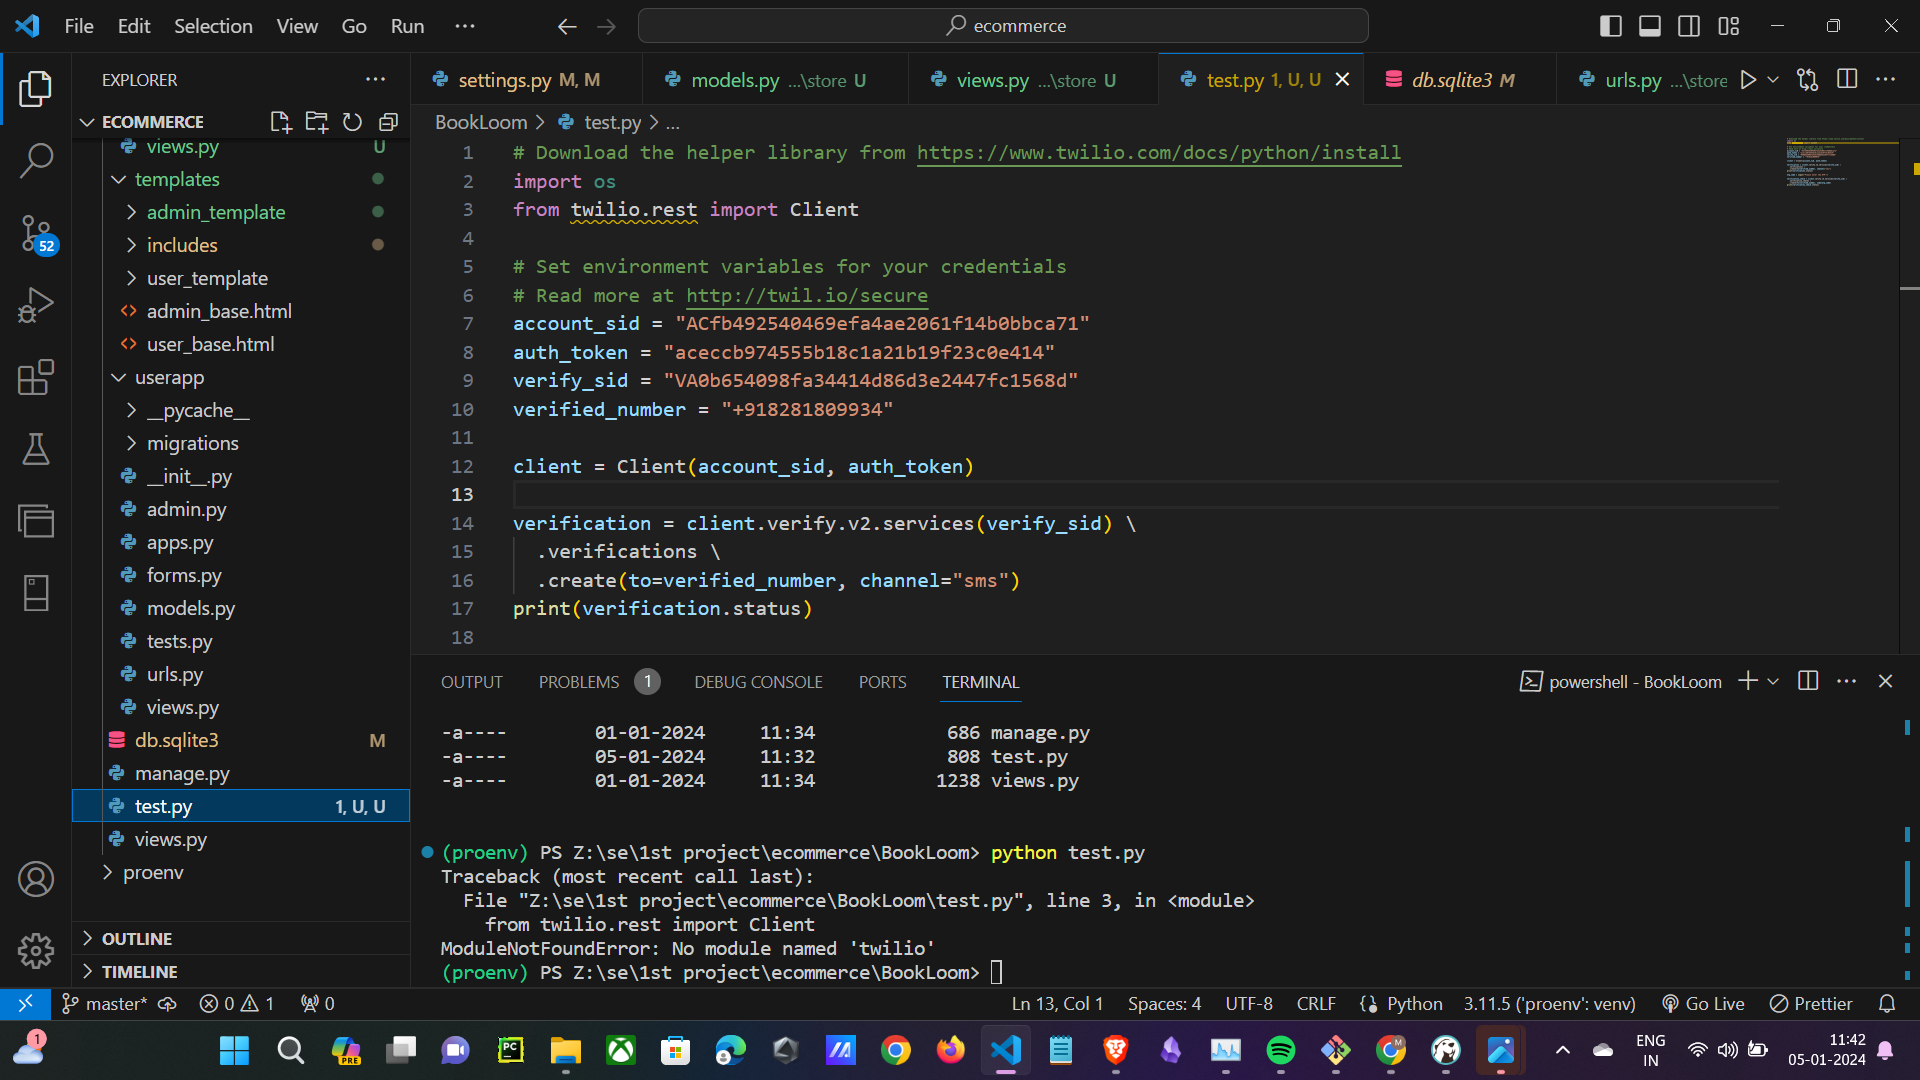 File Edit Selection View Go Run ···
ecommerce
EXPLORER
settings.py M, M
models.py ...\store U
views.py ...\store U
test.py 1, U, U
db.sqlite3 M
urls.py ...\store
ECOMMERCE
BookLoom > test.py > ...
views.py U
templates
admin_template
includes
user_template
admin_base.html
user_base.html
userapp
__pycache__
migrations
__init__.py
admin.py
apps.py
forms.py
models.py
tests.py
urls.py
views.py
db.sqlite3 M
manage.py
test.py 1, U, U
views.py
proenv
OUTLINE
TIMELINE
52
1 # Download the helper library from https://www.twilio.com/docs/python/install
2 import os
3 from twilio.rest import Client
4
5 # Set environment variables for your credentials
6 # Read more at http://twil.io/secure
7 account_sid = "ACfb492540469efa4ae2061f14b0bbca71"
8 auth_token = "aceccb974555b18c1a21b19f23c0e414"
9 verify_sid = "VA0b654098fa34414d86d3e2447fc1568d"
10 verified_number = "+918281809934"
11
12 client = Client(account_sid, auth_token)
13
14 verification = client.verify.v2.services(verify_sid) \
15 .verifications \
16 .create(to=verified_number, channel="sms")
17 print(verification.status)
18
OUTPUT PROBLEMS 1 DEBUG CONSOLE PORTS TERMINAL
powershell - BookLoom
-a---- 01-01-2024 11:34 686 manage.py
-a---- 05-01-2024 11:32 808 test.py
-a---- 01-01-2024 11:34 1238 views.py
(proenv) PS Z:\se\1st project\ecommerce\BookLoom> python test.py
Traceback (most recent call last):
File "Z:\se\1st project\ecommerce\BookLoom\test.py", line 3, in <module>
from twilio.rest import Client
ModuleNotFoundError: No module named 'twilio'
(proenv) PS Z:\se\1st project\ecommerce\BookLoom>
master* 0 1 0
Ln 13, Col 1 Spaces: 4 UTF-8 CRLF Python 3.11.5 ('proenv': venv) Go Live Prettier
1
PRE
PC
M
ENG
IN
11:42
05-01-2024